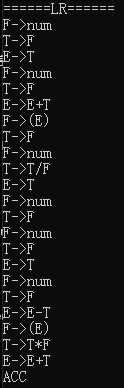 ======LR======
F->num
T->F
E->T
F->num
T->F
E->E+T
F->(E)
T->F
F->num
T->T/F
E->T
F->num
T->F
F->num
T->F
E->T
F->num
T->F
E->E-T
F->(E)
T->T*F
E->E+T
ACC